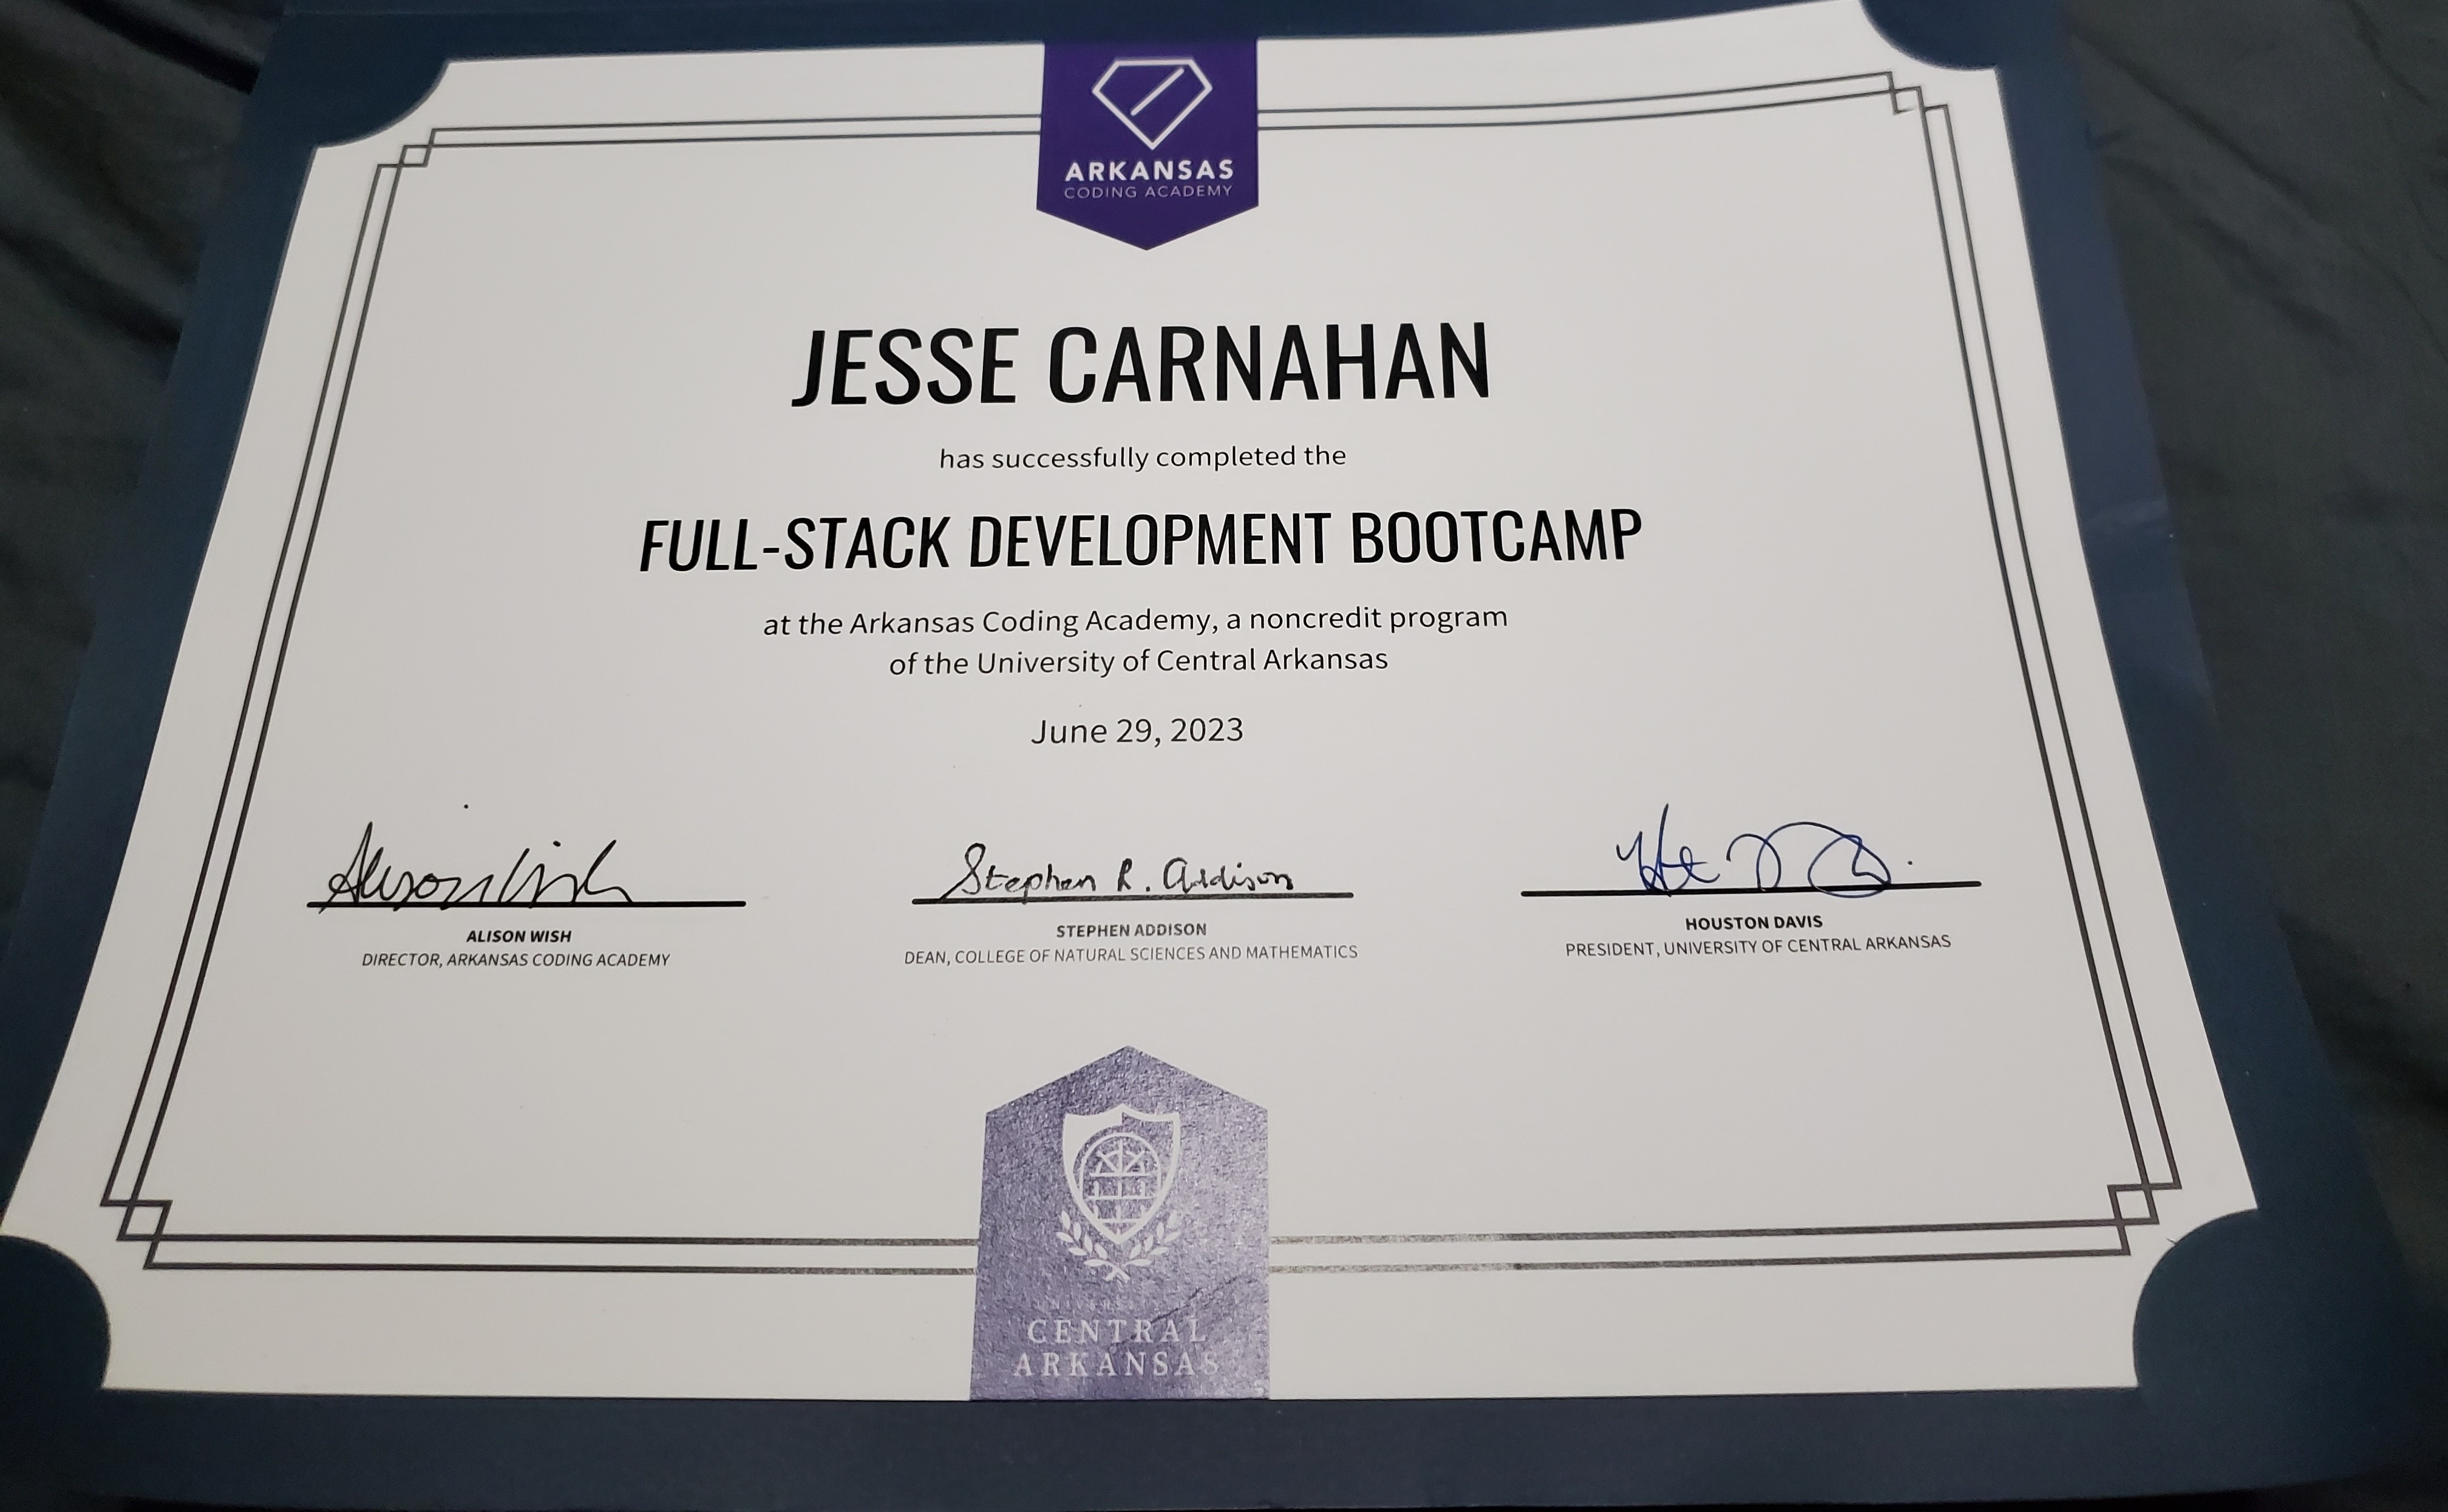 ARKANSAS
CODING ACADEMY
JESSE CARNAHAN
has successfully completed the
FULL-STACK DEVELOPMENT BOOTCAMP
at the Arkansas Coding Academy, a noncredit program
of the University of Central Arkansas
June 29, 2023
Alison Wish
Stephen R. Addison
ALISON WISH
DIRECTOR, ARKANSAS CODING ACADEMY
STEPHEN ADDISON
DEAN, COLLEGE OF NATURAL SCIENCES AND MATHEMATICS
HOUSTON DAVIS
PRESIDENT, UNIVERSITY OF CENTRAL ARKANSAS
CENTRAL
ARKANSAS